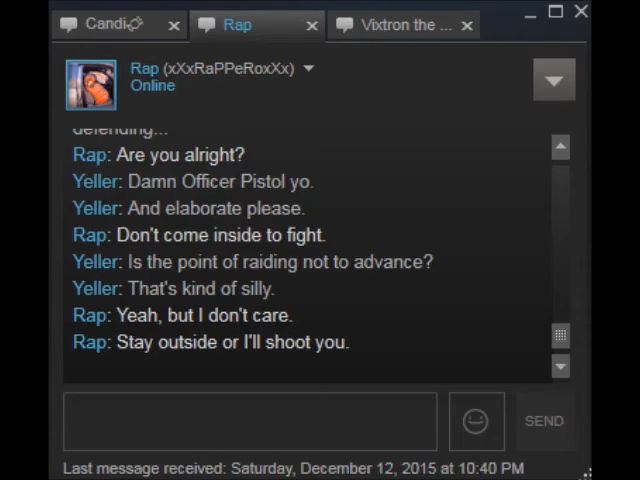 Candi
Rap
Vixtron the ...
Rap (xXxRaPPeRoxXx)
Online
defending...
Rap: Are you alright?
Yeller: Damn Officer Pistol yo.
Yeller: And elaborate please.
Rap: Don't come inside to fight.
Yeller: Is the point of raiding not to advance?
Yeller: That's kind of silly.
Rap: Yeah, but I don't care.
Rap: Stay outside or I'll shoot you.
SEND
Last message received: Saturday, December 12, 2015 at 10:40 PM